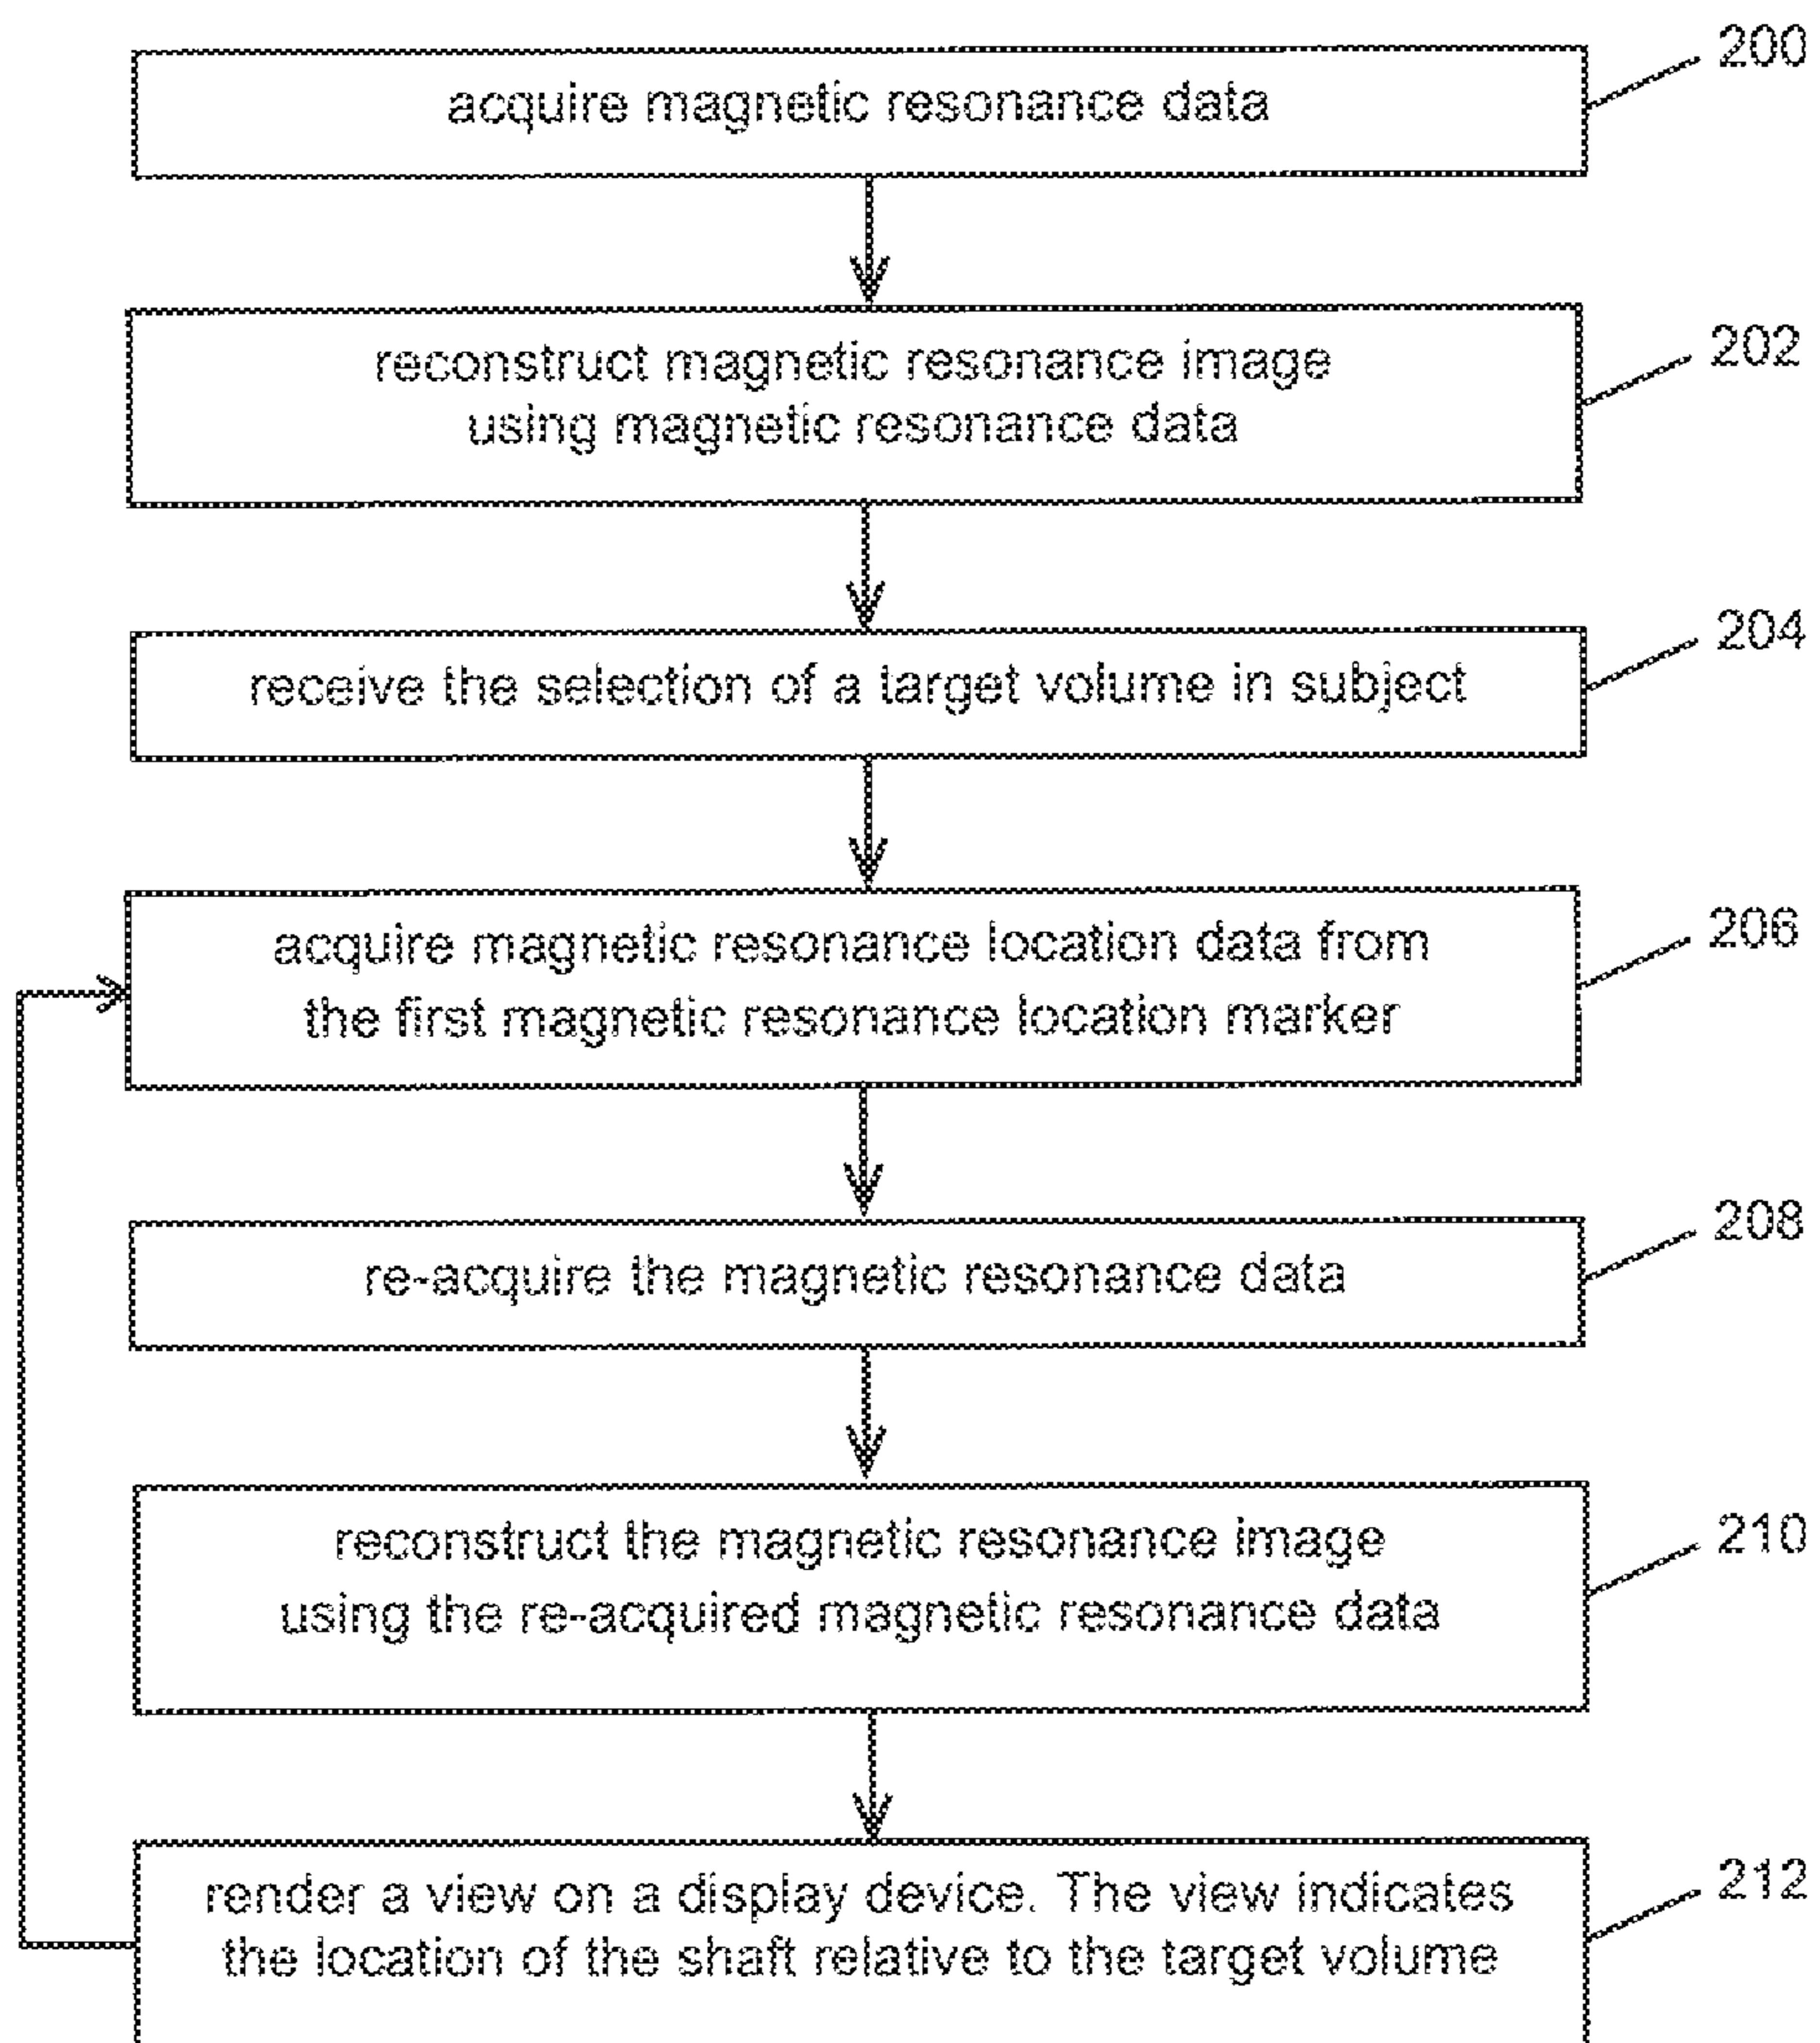 acquire magnetic resonance data
200
reconstruct magnetic resonance image
using magnetic resonance data
202
receive the selection of a target volume in subject
204
acquire magnetic resonance location data from
the first magnetic resonance location marker
206
re-acquire the magnetic resonance data
208
reconstruct the magnetic resonance image
using the re-acquired magnetic resonance data
210
render a view on a display device. The view indicates
the location of the shaft relative to the target volume
212